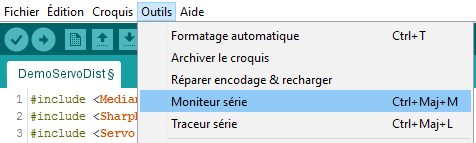 Fichier Édition Croquis Outils Aide
Formatage automatique Ctrl+T
Archiver le croquis
DemoServoDist§
Réparer encodage & recharger
1 #include <Median
Moniteur série Ctrl+Maj+M
2 #include <Sharp
Traceur série Ctrl+Maj+L
3 #include <Servo